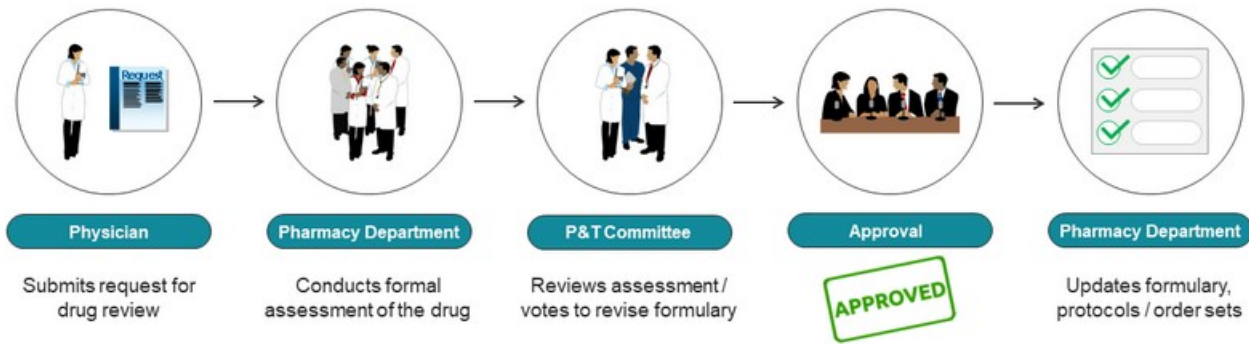 Request
Physician
Submits request for
drug review
Pharmacy Department
Conducts formal
assessment of the drug
P&T Committee
Reviews assessment /
votes to revise formulary
Approval
APPROVED
Pharmacy Department
Updates formulary,
protocols / order sets